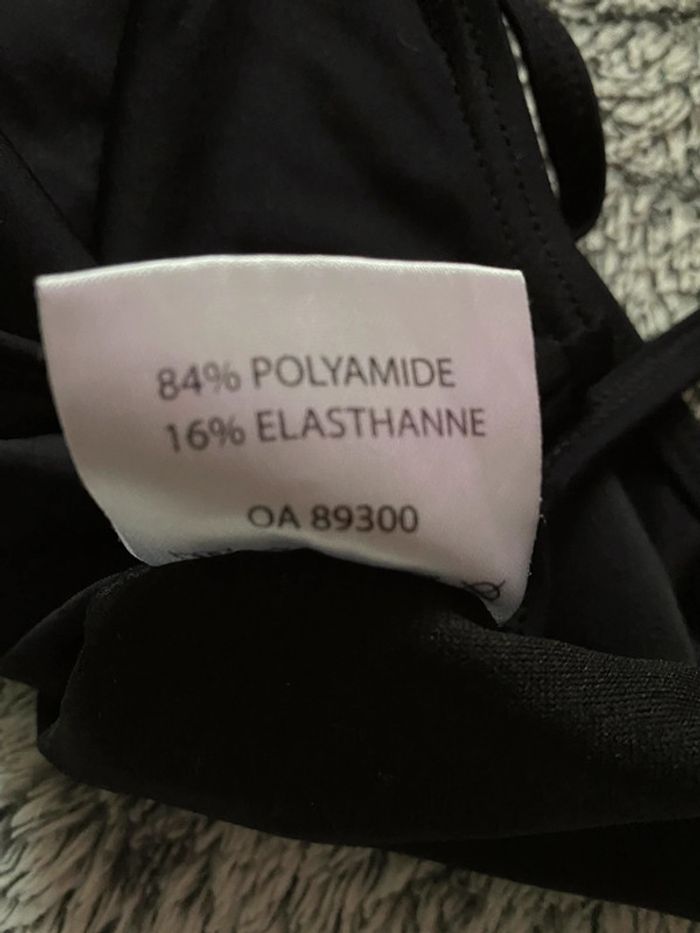 84% POLYAMIDE
16% ELASTHANNE
OA 89300